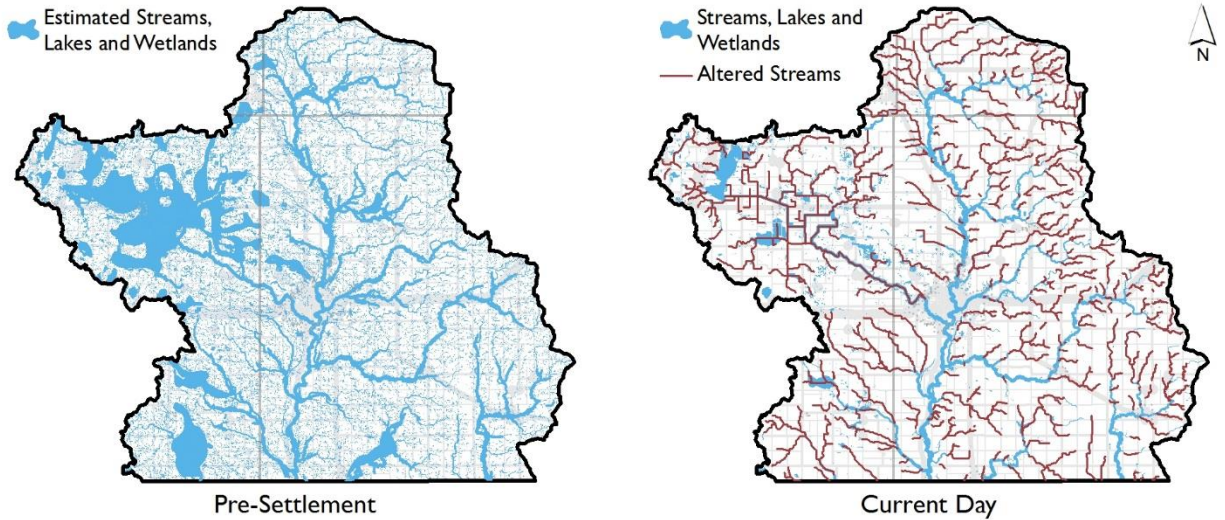 Estimated Streams,
Lakes and Wetlands
Streams, Lakes and
Wetlands
Altered Streams
N
Pre-Settlement
Current Day